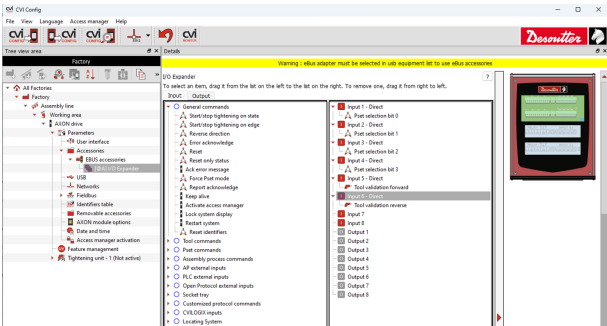 CVI Config
File View Language Access manager Help
cvi CONFIG
cvi CONFIG
cvi CONFIG
cvi
Desoutter
Tree view area
Details
Factory
Warning : eBus adapter must be selected in usb equipment list to use eBus accessories
All Factories
Factory
Assembly line
Working area
AXON drive
Parameters
User interface
Accessories
EBUS accessories
I/O Expander
USB
Networks
Fieldbus
Identifiers table
Removable accessories
AXON module options
Date and time
Access manager activation
Feature management
Tightening unit - 1 (Not active)
I/O Expander
?
To select an item, drag it from the list on the left to the list on the right. To remove one, drag it from right to left.
Input Output
General commands
Start/stop tightening on state
Start/stop tightening on edge
Reverse direction
Error acknowledge
Reset
Reset only status
Ack error message
Force Pset mode
Report acknowledge
Keep alive
Activate access manager
Lock system display
Restart system
Reset identifiers
Tool commands
Pset commands
Assembly process commands
AP external inputs
PLC external inputs
Open Protocol external inputs
Socket tray
Customized protocol commands
CVILOGIX inputs
Locating System
Input 1 - Direct
Pset selection bit 0
Input 2 - Direct
Pset selection bit 1
Input 3 - Direct
Pset selection bit 2
Input 4 - Direct
Pset selection bit 3
Input 5 - Direct
Tool validation forward
Input 6 - Direct
Tool validation reverse
Input 7
Input 8
Output 1
Output 2
Output 3
Output 4
Output 5
Output 6
Output 7
Output 8